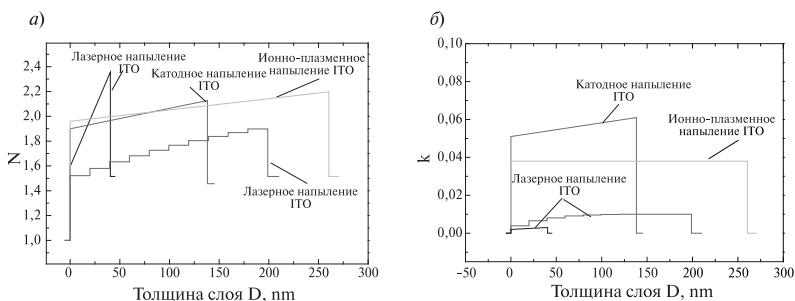 а)
N
2,4
2,2
2,0
1,8
1,6
1,4
1,2
1,0
Лазерное напыление
ITO
Катодное напыление
ITO
Ионно-плазменное
напыление ITO
Лазерное напыление
ITO
0
50
100
150
200
250
300
Толщина слоя D, nm
б)
k
0,10
0,08
0,06
0,04
0,02
0,00
Катодное напыление
ITO
Ионно-плазменное
напыление ITO
Лазерное напыление
ITO
−50
0
50
100
150
200
250
300
Толщина слоя D, nm